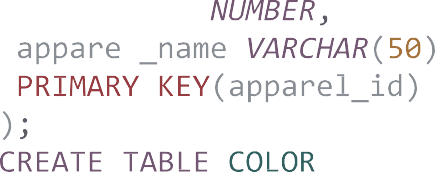 NUMBER,
appare _name VARCHAR(50)
PRIMARY KEY(apparel_id)
);
CREATE TABLE COLOR